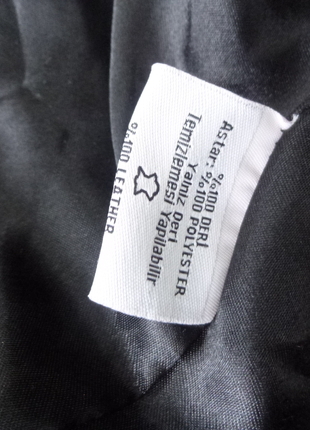 %100 DERİ
Astar: %100 POLYESTER
Yalnız Deri
Temizlemesi Yapılabilir
%100 LEATHER